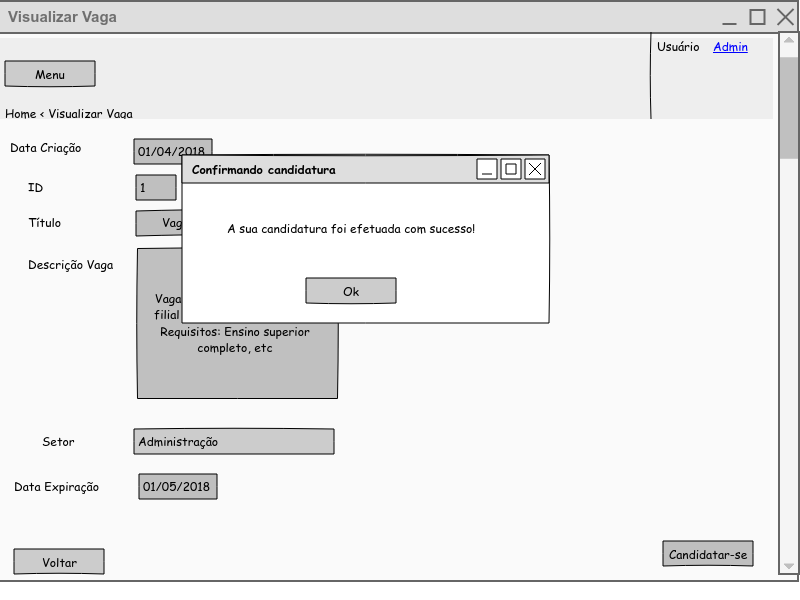 Visualizar Vaga
Usuário Admin
Menu
Home < Visualizar Vaga
Data Criação 01/04/2018
Confirmando candidatura
ID 1
Título
A sua candidatura foi efetuada com sucesso!
Descrição Vaga
Ok
Vaga
filial
Requisitos: Ensino superior
completo, etc
Setor Administração
Data Expiração 01/05/2018
Voltar
Candidatar-se